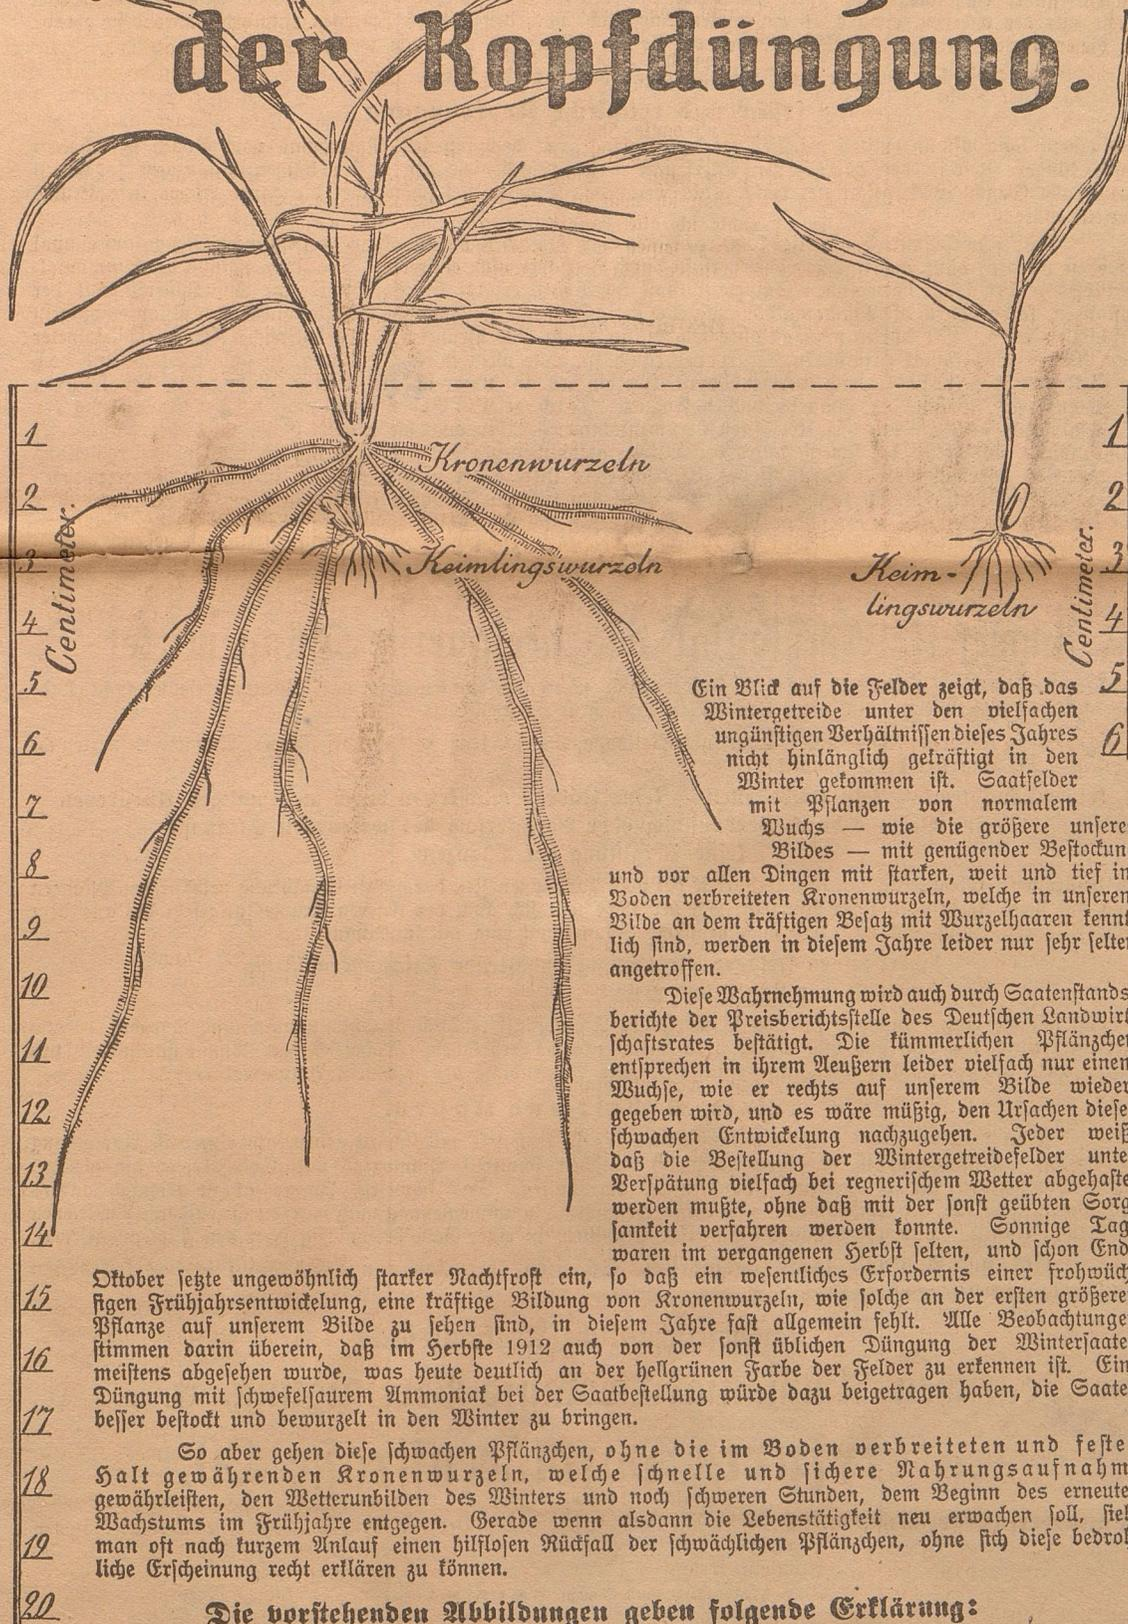 der Kopfdüngung.
1
2
3
4
5
6
7
8
9
10
11
12
13
14
15
16
17
18
19
20
Centimeter.
Kronenwurzeln
Keimlingswurzeln
Keim-
lingswurzeln
1
2
3
4
5
6
Centimeter.
Ein Blick auf die Felder zeigt, daß das
Wintergetreide unter den vielfachen
ungünstigen Verhältnissen dieses Jahres
nicht hinlänglich gekräftigt in den
Winter gekommen ist. Saatfelder
mit Pflanzen von normalem
Wuchs — wie die größere unsere
Bildes — mit genügender Bestockun
und vor allen Dingen mit starken, weit und tief in
Boden verbreiteten Kronenwurzeln, welche in unseren
Bilde an dem kräftigen Besatz mit Wurzelhaaren kennt
lich sind, werden in diesem Jahre leider nur sehr selten
angetroffen.
Diese Wahrnehmung wird auch durch Saatenstands
berichte der Preisberichtsstelle des Deutschen Landwirt
schaftsrates bestätigt. Die kümmerlichen Pflänzchen
entsprechen in ihrem Aeußern leider vielfach nur einen
Wuchse, wie er rechts auf unserem Bilde wieder
gegeben wird, und es wäre müßig, den Ursachen diese
schwachen Entwickelung nachzugehen. Jeder weiß
daß die Bestellung der Wintergetreidefelder unte
Verspätung vielfach bei regnerischem Wetter abgehafte
werden mußte, ohne daß mit der sonst geübten Sorg
samkeit verfahren werden konnte. Sonnige Tag
waren im vergangenen Herbst selten, und schon End
Oktober setzte ungewöhnlich starker Nachtfrost ein, so daß ein wesentliches Erfordernis einer frohwüch
sigen Frühjahrsentwickelung, eine kräftige Bildung von Kronenwurzeln, wie solche an der ersten größere
Pflanze auf unserem Bilde zu sehen sind, in diesem Jahre fast allgemein fehlt. Alle Beobachtunge
stimmen darin überein, daß im Herbste 1912 auch von der sonst üblichen Düngung der Wintersaate
meistens abgesehen wurde, was heute deutlich an der hellgrünen Farbe der Felder zu erkennen ist. Ein
Düngung mit schwefelsaurem Ammoniak bei der Saatbestellung würde dazu beigetragen haben, die Saate
besser bestockt und bewurzelt in den Winter zu bringen.
So aber gehen diese schwachen Pflänzchen, ohne die im Boden verbreiteten und feste
Halt gewährenden Kronenwurzeln, welche schnelle und sichere Nahrungsaufnahm
gewährleisten, den Wetterunbilden des Winters und noch schweren Stunden, dem Beginn des erneute
Wachstums im Frühjahre entgegen. Gerade wenn alsdann die Lebenstätigkeit neu erwachen soll, sieh
man oft nach kurzem Anlauf einen hilflosen Rückfall der schwächlichen Pflänzchen, ohne sich diese bedroh
liche Erscheinung recht erklären zu können.
Die vorstehenden Abbildungen geben folgende Erklärung: